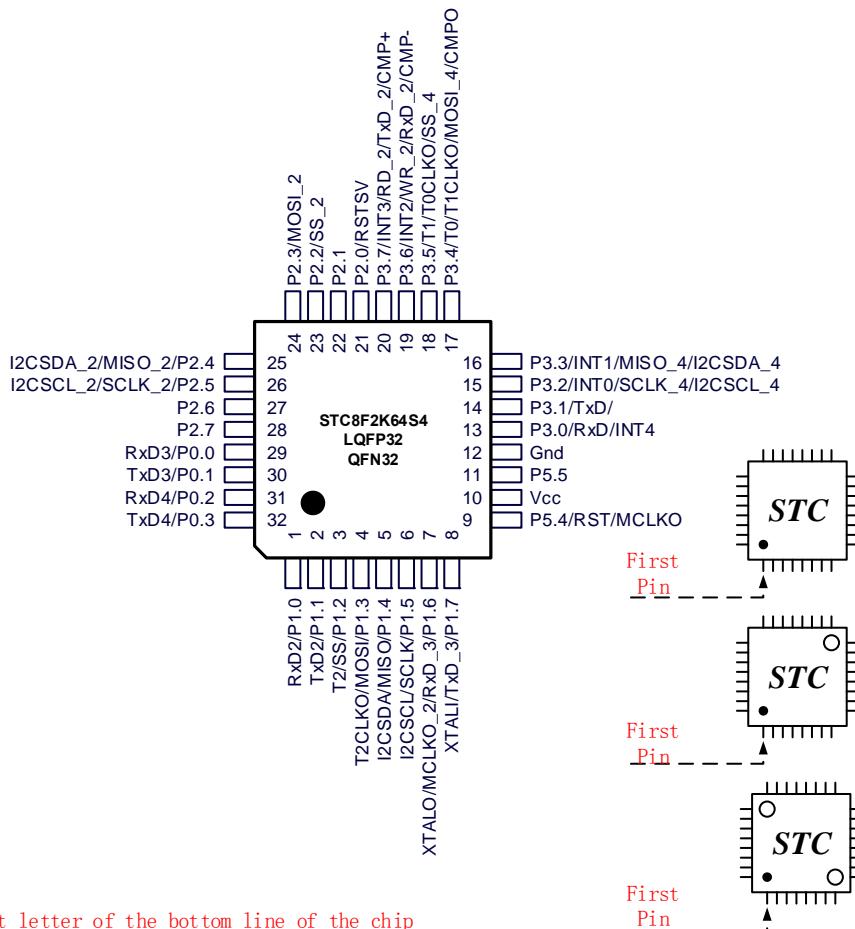 P2.3/MOSI_2
P2.2/SS_2
P2.1
P2.0/RSTSV
P3.7/INT3/RD_2/TxD_2/CMP+
P3.6/INT2/WR_2/RxD_2/CMP-
P3.5/T1/T0CLKO/SS_4
P3.4/T0/T1CLKO/MOSI_4/CMPO
24
23
22
21
20
19
18
17
I2CSDA_2/MISO_2/P2.4
I2CSCL_2/SCLK_2/P2.5
P2.6
P2.7
RxD3/P0.0
TxD3/P0.1
RxD4/P0.2
TxD4/P0.3
25
26
27
28
29
30
31
32
STC8F2K64S4
LQFP32
QFN32
16
15
14
13
12
11
10
9
P3.3/INT1/MISO_4/I2CSDA_4
P3.2/INT0/SCLK_4/I2CSCL_4
P3.1/TxD/
P3.0/RxD/INT4
Gnd
P5.5
Vcc
P5.4/RST/MCLKO
1
2
3
4
5
6
7
8
RxD2/P1.0
TxD2/P1.1
T2/SS/P1.2
T2CLKO/MOSI/P1.3
I2CSDA/MISO/P1.4
I2CSCL/SCLK/P1.5
XTALO/MCLKO_2/RxD_3/P1.6
XTALI/TxD_3/P1.7
STC
First
Pin
STC
First
Pin
STC
First
Pin
t letter of the bottom line of the chip